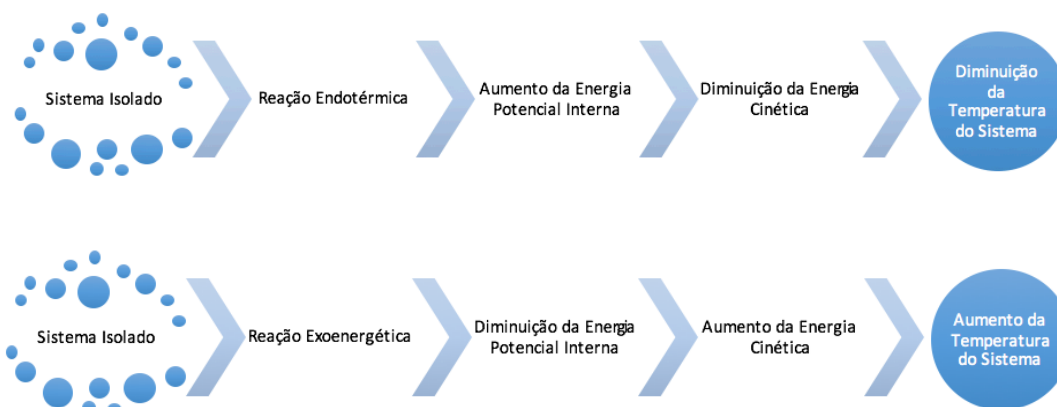 Sistema Isolado
Reação Endotérmica
Aumento da Energia
Potencial Interna
Diminuição da Energia
Cinética
Diminuição
da
Temperatura
do Sistema
Sistema Isolado
Reação Exoenergética
Diminuição da Energia
Potencial Interna
Aumento da Energia
Cinética
Aumento da
Temperatura
do Sistema